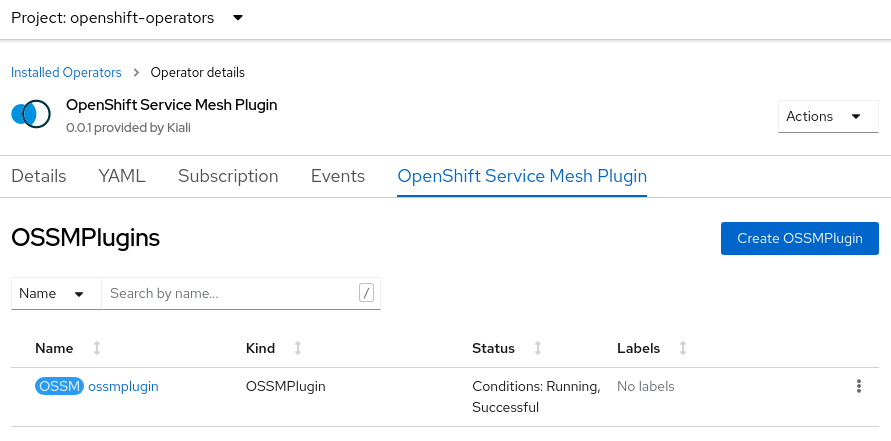 Project: openshift-operators
Installed Operators Operator details
OpenShift Service Mesh Plugin
0.0.1 provided by Kiali
Actions
Details YAML Subscription Events OpenShift Service Mesh Plugin
OSSMPlugins
Create OSSMPlugin
Name Search by name... /
Name Kind Status Labels
OSSM ossmplugin OSSMPlugin Conditions: Running, No labels
Successful